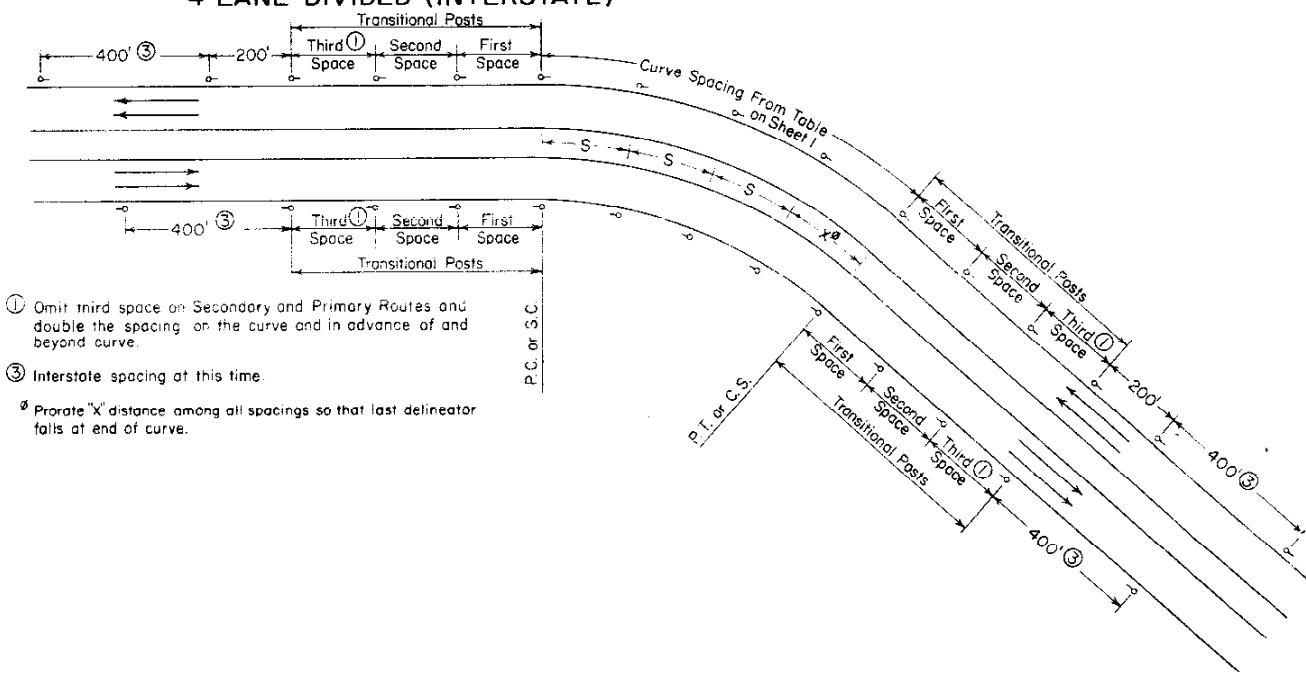 4 LANE DIVIDED (INTERSTATE)
Transitional Posts
400' ③
200'
Third ①
Space
Second
Space
First
Space
Curve Spacing From Table
on Sheet 1
S
S
S
X ø
400' ③
Third ①
Space
Second
Space
First
Space
Transitional Posts
P.C. or S.C.
First
Space
Second
Space
Third ①
Space
Transitional Posts
200'
400' ③
P.T. or C.S.
First
Space
Second
Space
Third ①
Space
Transitional Posts
400' ③
① Omit third space on Secondary and Primary Routes and
double the spacing on the curve and in advance of and
beyond curve.
③ Interstate spacing at this time.
ø Prorate "X" distance among all spacings so that last delineator
falls at end of curve.